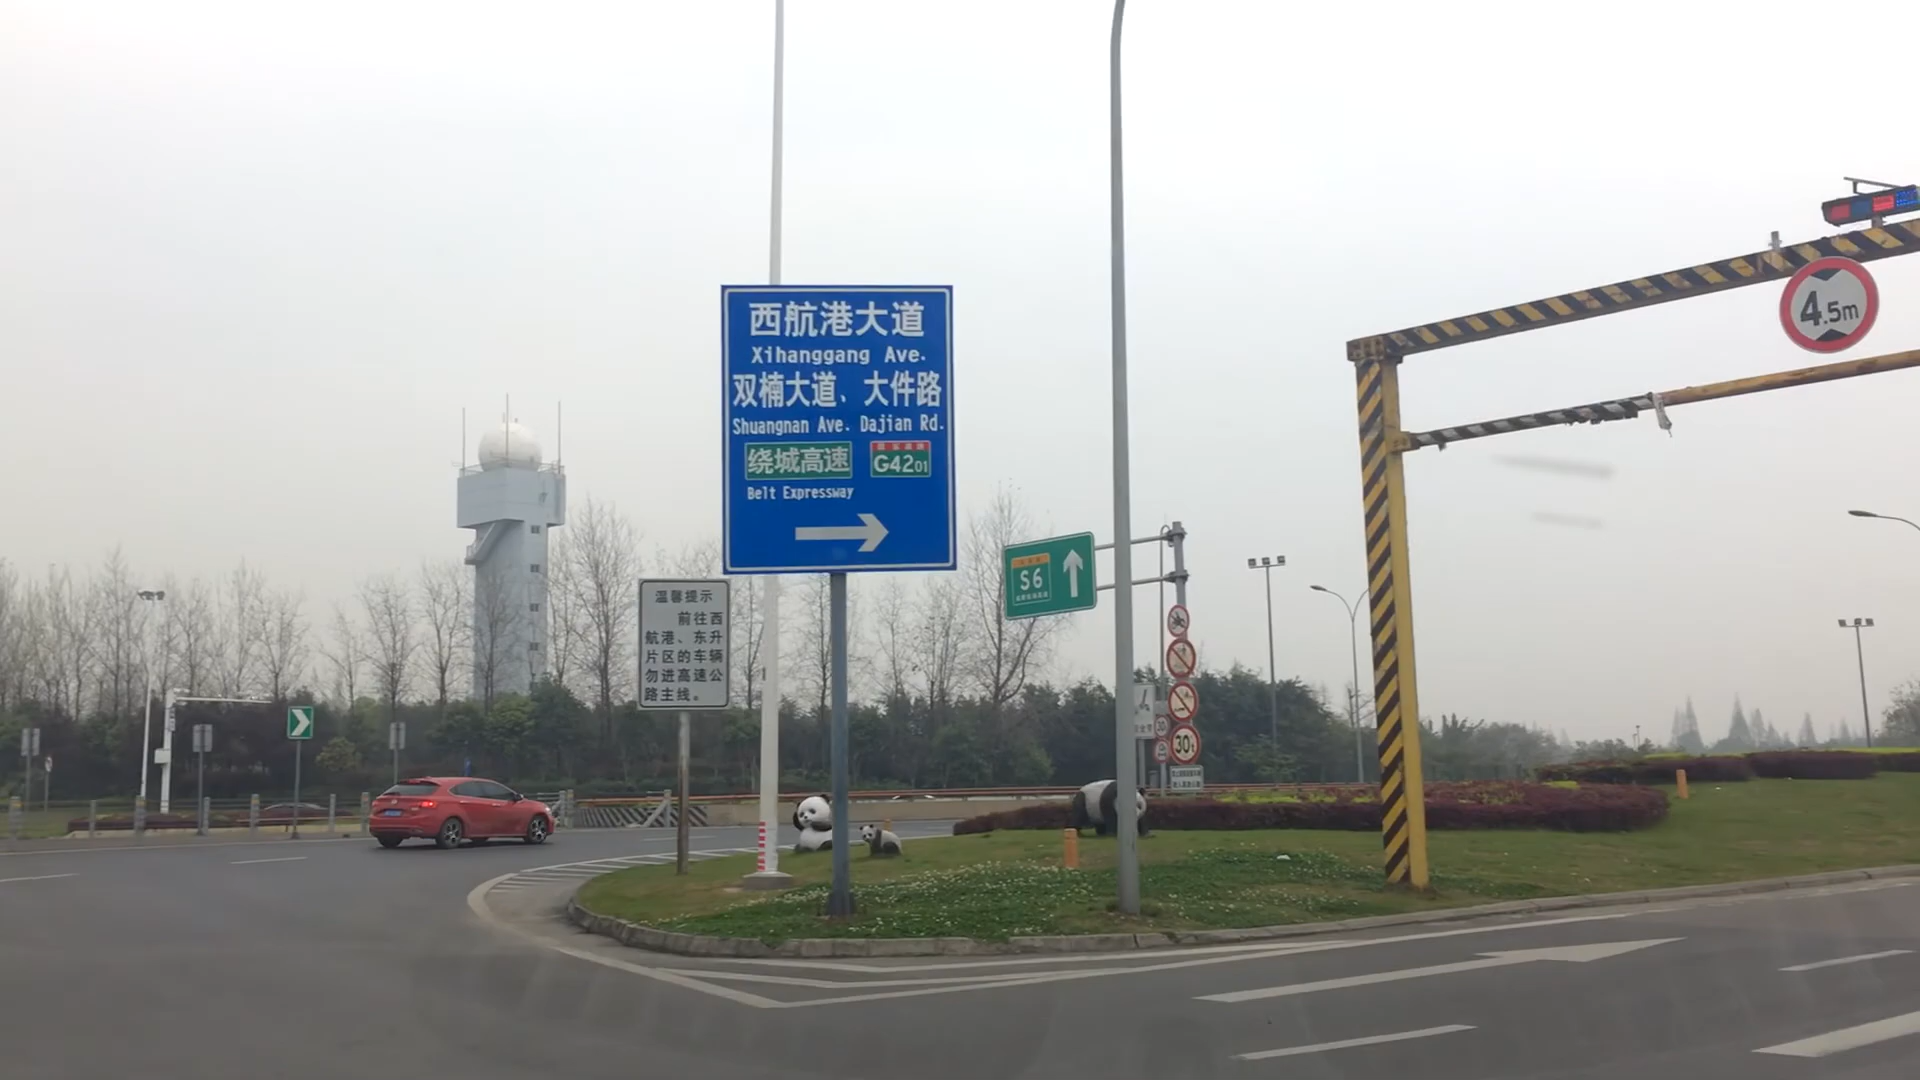 西航港大道
Xihanggang Ave.
双楠大道、大件路
Shuangnan Ave. Dajian Rd.
绕城高速
G4201
Belt Expressway
温馨提示
前往西
航港、东升
片区的车辆
勿进高速公
路主线。
S6
30
30t
4.5m